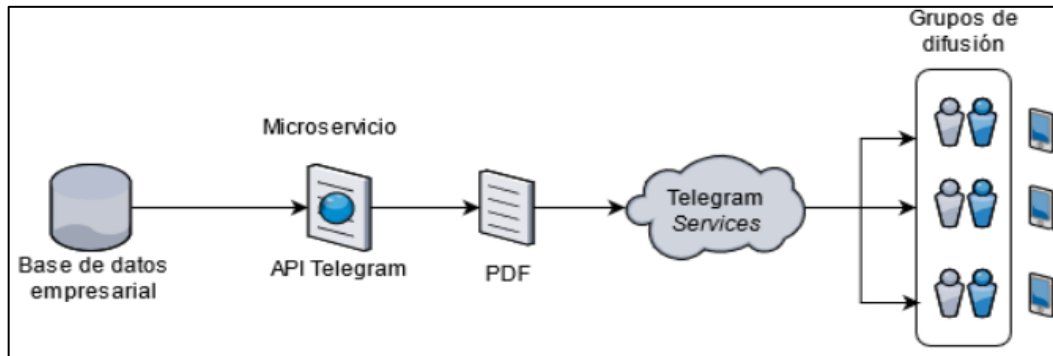 Grupos de
difusión
Microservicio
Telegram
Services
Base de datos
empresarial
API Telegram
PDF